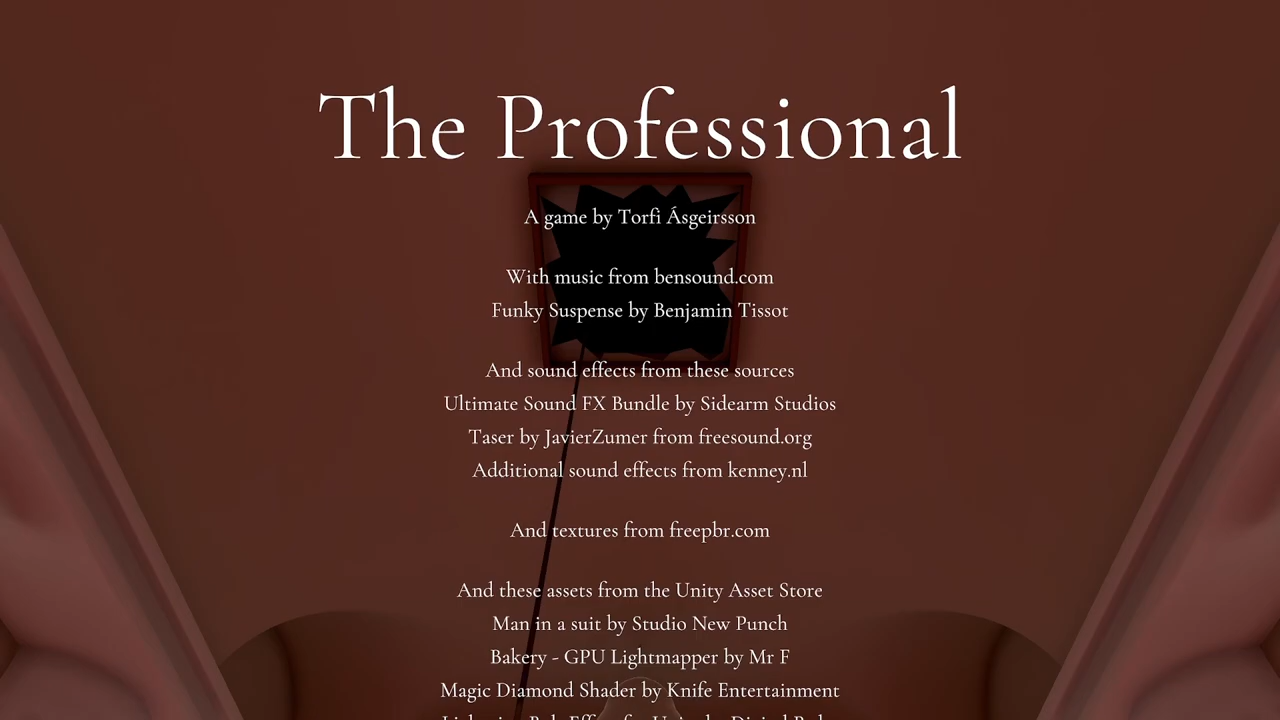 The Professional
A game by Torfi Ásgeirsson
With music from bensound.com
Funky Suspense by Benjamin Tissot
And sound effects from these sources
Ultimate Sound FX Bundle by Sidearm Studios
Taser by JavierZumer from freesound.org
Additional sound effects from kenney.nl
And textures from freepbr.com
And these assets from the Unity Asset Store
Man in a suit by Studio New Punch
Bakery - GPU Lightmapper by Mr F
Magic Diamond Shader by Knife Entertainment